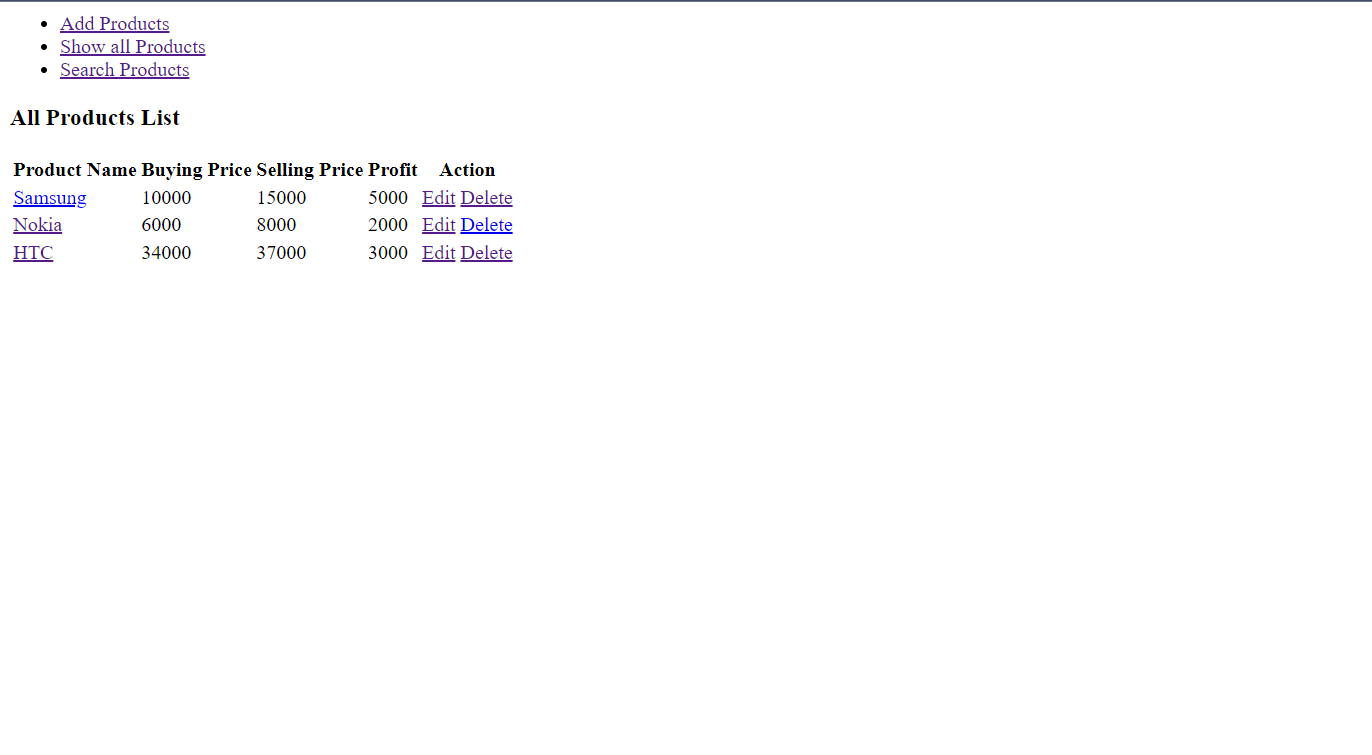 Add Products
Show all Products
Search Products
All Products List
Product Name Buying Price Selling Price Profit Action
Samsung 10000 15000 5000 Edit Delete
Nokia 6000 8000 2000 Edit Delete
HTC 34000 37000 3000 Edit Delete